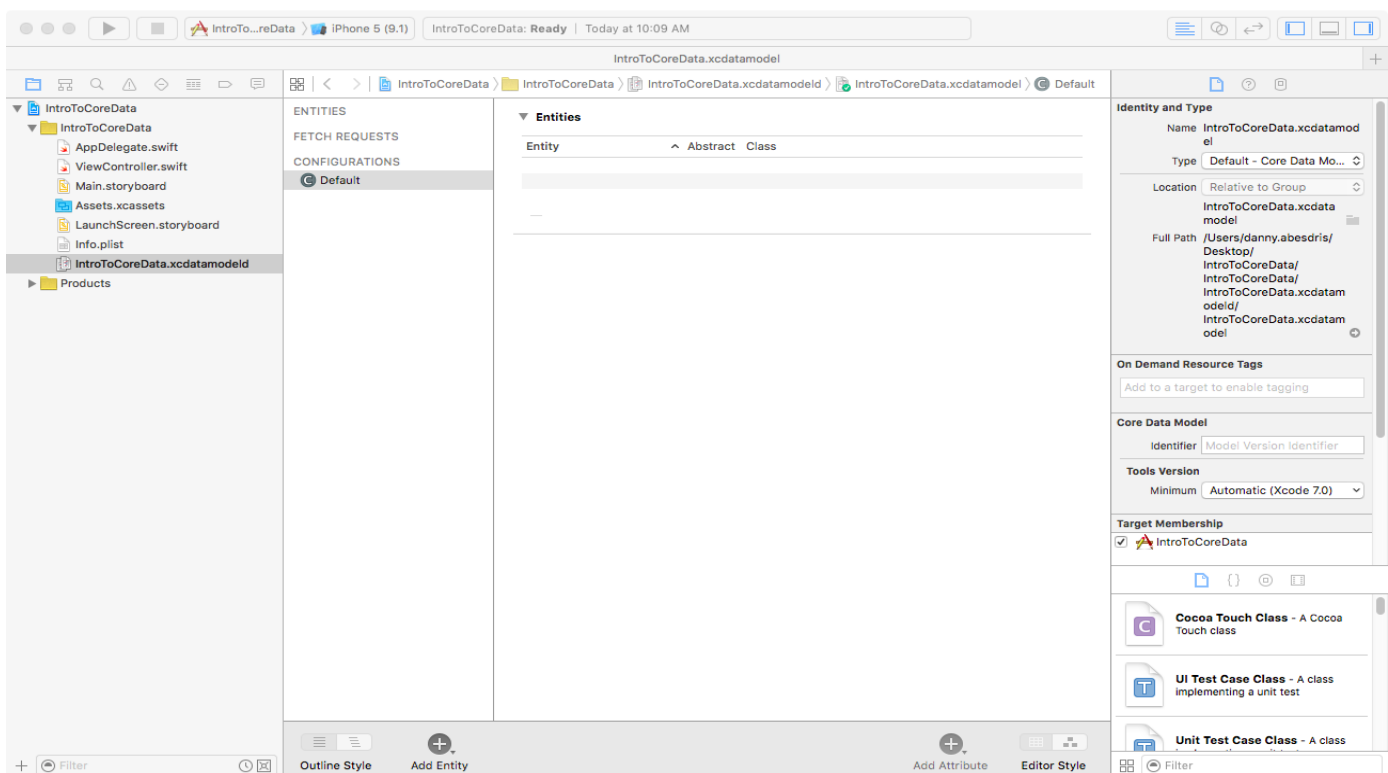 IntroTo...reData 〉 iPhone 5 (9.1)
IntroToCoreData: Ready | Today at 10:09 AM
IntroToCoreData.xcdatamodel
IntroToCoreData 〉 IntroToCoreData 〉 IntroToCoreData.xcdatamodeld 〉 IntroToCoreData.xcdatamodel 〉 C Default
IntroToCoreData
IntroToCoreData
AppDelegate.swift
ViewController.swift
Main.storyboard
Assets.xcassets
LaunchScreen.storyboard
Info.plist
IntroToCoreData.xcdatamodeld
Products
Filter
ENTITIES
FETCH REQUESTS
CONFIGURATIONS
C Default
Entities
Entity Abstract Class
Outline Style Add Entity Add Attribute Editor Style
Identity and Type
Name IntroToCoreData.xcdatamod
el
Type Default - Core Data Mo...
Location Relative to Group
IntroToCoreData.xcdata
model
Full Path /Users/danny.abesdris/
Desktop/
IntroToCoreData/
IntroToCoreData/
IntroToCoreData.xcdatam
odeld/
IntroToCoreData.xcdatam
odel
On Demand Resource Tags
Add to a target to enable tagging
Core Data Model
Identifier Model Version Identifier
Tools Version
Minimum Automatic (Xcode 7.0)
Target Membership
IntroToCoreData
{}
C
Cocoa Touch Class - A Cocoa
Touch class
T
UI Test Case Class - A class
implementing a unit test
T
Unit Test Case Class - A class
Filter